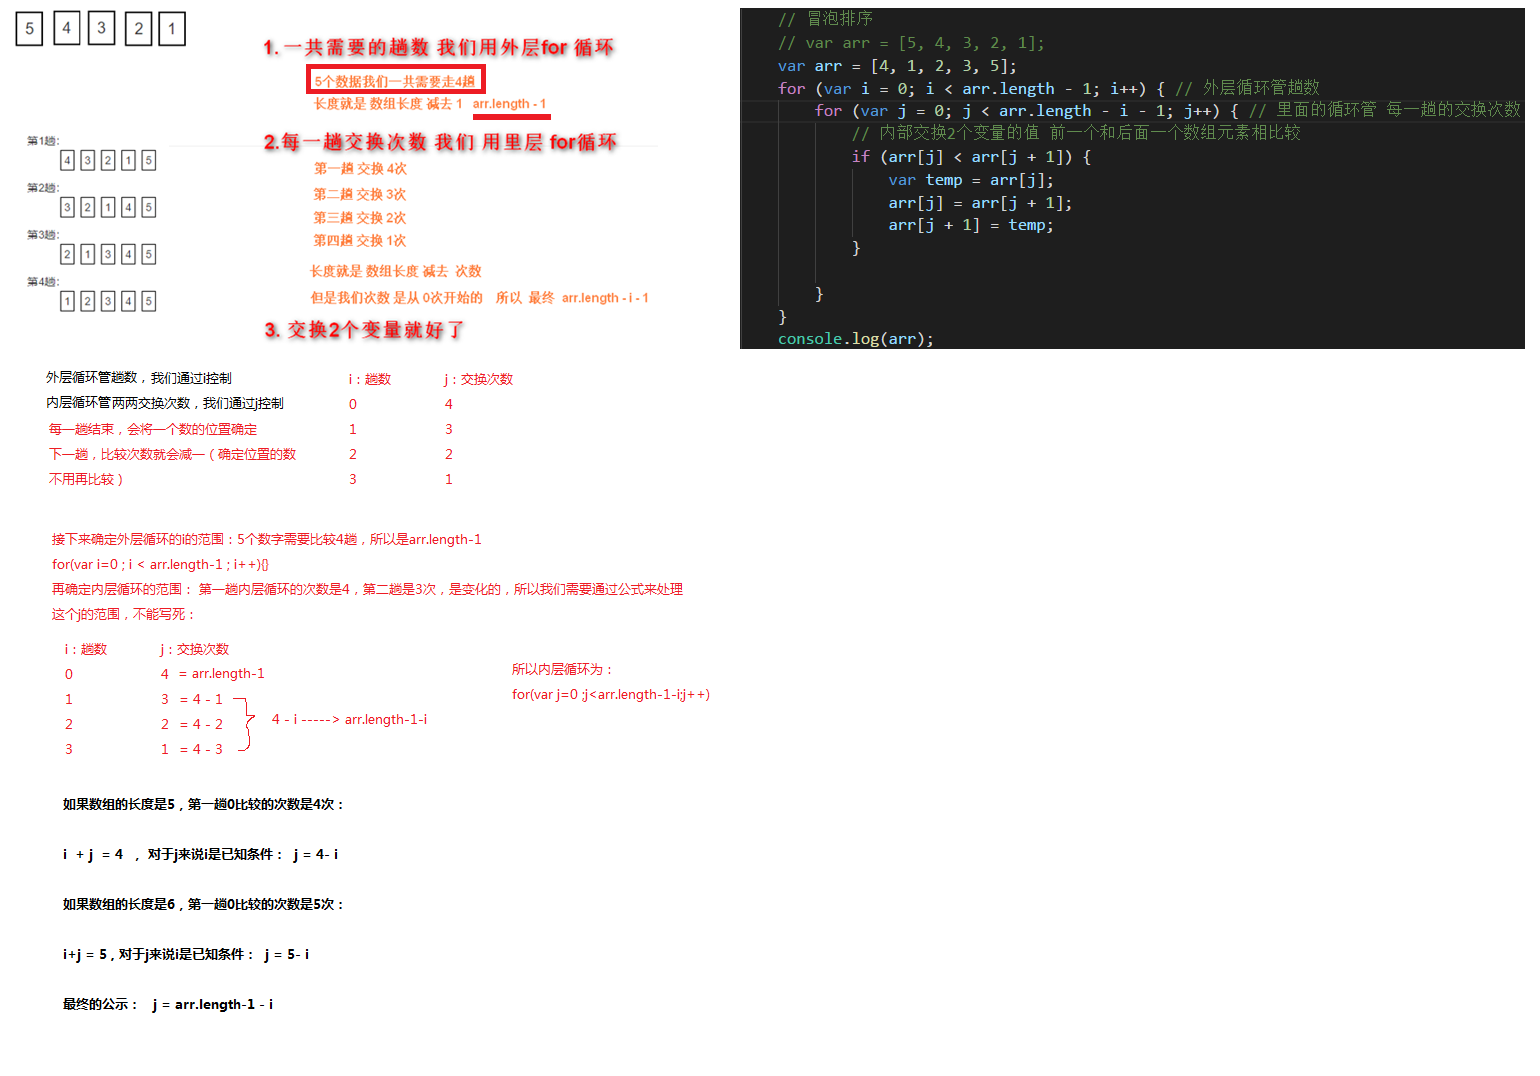 5 4 3 2 1
1. 一共需要的趟数 我们用外层for 循环
5个数据我们一共需要走4趟
长度就是 数组长度 减去 1 arr.length - 1
2.每一趟交换次数 我们 用里层 for循环
第一趟 交换 4次
第二趟 交换 3次
第三趟 交换 2次
第四趟 交换 1次
长度就是 数组长度 减去 次数
但是我们次数 是从 0次开始的 所以 最终 arr.length - i - 1
3. 交换2个变量就好了
第1趟:
4 3 2 1 5
第2趟:
3 2 1 4 5
第3趟:
2 1 3 4 5
第4趟:
1 2 3 4 5
// 冒泡排序
// var arr = [5, 4, 3, 2, 1];
var arr = [4, 1, 2, 3, 5];
for (var i = 0; i < arr.length - 1; i++) { // 外层循环管趟数
for (var j = 0; j < arr.length - i - 1; j++) { // 里面的循环管 每一趟的交换次数
// 内部交换2个变量的值 前一个和后面一个数组元素相比较
if (arr[j] < arr[j + 1]) {
var temp = arr[j];
arr[j] = arr[j + 1];
arr[j + 1] = temp;
}
}
}
console.log(arr);
外层循环管趟数，我们通过i控制
内层循环管两两交换次数，我们通过j控制
每一趟结束，会将一个数的位置确定
下一趟，比较次数就会减一（确定位置的数
不用再比较）
i：趟数 j：交换次数
0 4
1 3
2 2
3 1
接下来确定外层循环的i的范围：5个数字需要比较4趟，所以是arr.length-1
for(var i=0 ; i < arr.length-1 ; i++){}
再确定内层循环的范围： 第一趟内层循环的次数是4，第二趟是3次，是变化的，所以我们需要通过公式来处理
这个j的范围，不能写死：
i：趟数 j：交换次数
0 4 = arr.length-1
1 3 = 4 - 1
2 2 = 4 - 2
3 1 = 4 - 3
4 - i -----> arr.length-1-i
所以内层循环为：
for(var j=0 ;j<arr.length-1-i;j++)
如果数组的长度是5，第一趟0比较的次数是4次：
i + j = 4 ， 对于j来说i是已知条件： j = 4- i
如果数组的长度是6，第一趟0比较的次数是5次：
i+j = 5，对于j来说i是已知条件： j = 5- i
最终的公示： j = arr.length-1 - i